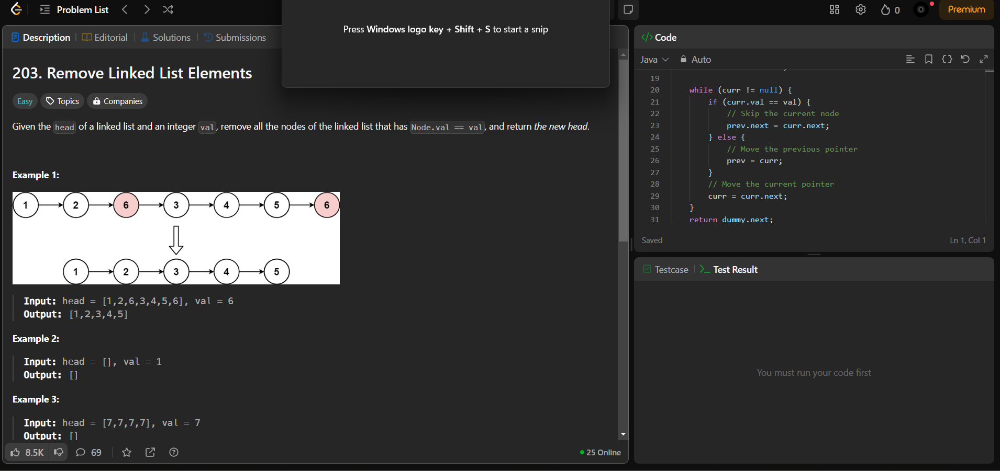 Problem List
0
Premium
Press Windows logo key + Shift + S to start a snip
Description
Editorial
Solutions
Submissions
203. Remove Linked List Elements
Easy
Topics
Companies
Given the head of a linked list and an integer val, remove all the nodes of the linked list that has Node.val == val, and return the new head.
Example 1:
1 2 6 3 4 5 6
1 2 3 4 5
Input: head = [1,2,6,3,4,5,6], val = 6
Output: [1,2,3,4,5]
Example 2:
Input: head = [], val = 1
Output: []
Example 3:
Input: head = [7,7,7,7], val = 7
Output: []
8.5K
69
25 Online
</> Code
Java
Auto
19
20 while (curr != null) {
21 if (curr.val == val) {
22 // Skip the current node
23 prev.next = curr.next;
24 } else {
25 // Move the previous pointer
26 prev = curr;
27 }
28 // Move the current pointer
29 curr = curr.next;
30 }
31 return dummy.next;
Saved
Ln 1, Col 1
Testcase
Test Result
You must run your code first